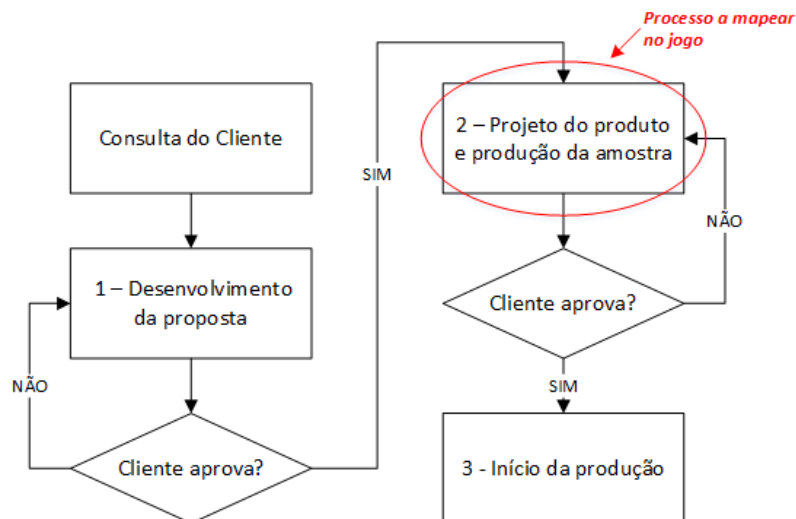 Processo a mapear
no jogo
Consulta do Cliente
1 – Desenvolvimento
da proposta
NÃO
Cliente aprova?
SIM
2 – Projeto do produto
e produção da amostra
NÃO
Cliente aprova?
SIM
3 - Início da produção